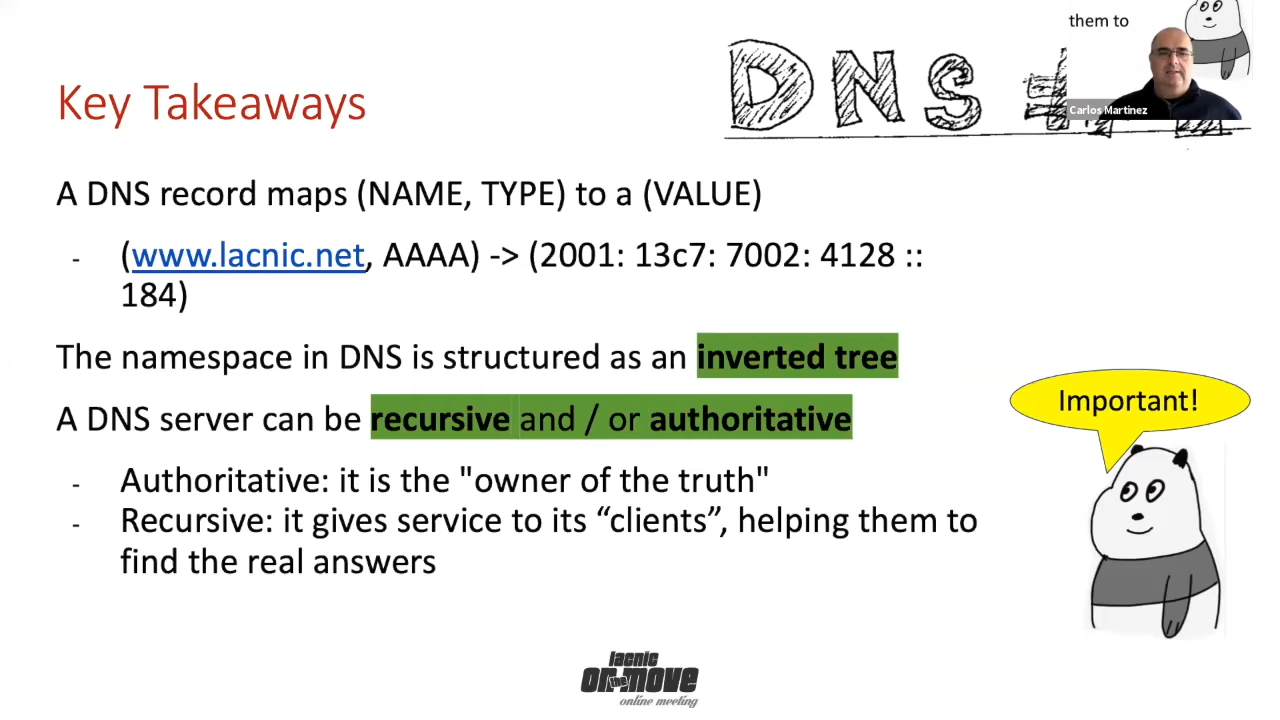 them to
DNS
Carlos Martinez
Key Takeaways
A DNS record maps (NAME, TYPE) to a (VALUE)
- (www.lacnic.net, AAAA) -> (2001: 13c7: 7002: 4128 ::
184)
The namespace in DNS is structured as an inverted tree
A DNS server can be recursive and / or authoritative
- Authoritative: it is the "owner of the truth"
- Recursive: it gives service to its “clients”, helping them to
find the real answers
Important!
lacnic
on the move
online meeting